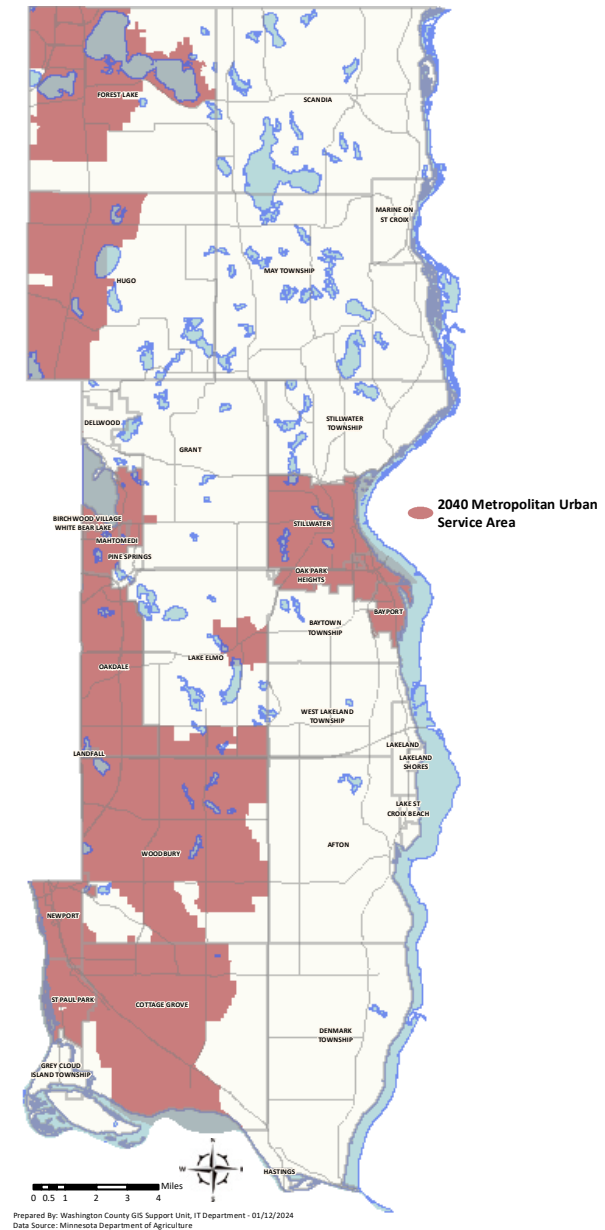 FOREST LAKE
SCANDIA
MARINE ON
ST CROIX
MAY TOWNSHIP
HUGO
DELLWOOD
STILLWATER
TOWNSHIP
GRANT
2040 Metropolitan Urban
Service Area
BIRCHWOOD VILLAGE
WHITE BEAR LAKE
STILLWATER
MAHTOMEDI
PINE SPRINGS
OAK PARK
HEIGHTS
BAYPORT
BAYTOWN
TOWNSHIP
LAKE ELMO
OAKDALE
WEST LAKELAND
TOWNSHIP
LAKELAND
LANDFALL
LAKELAND
SHORES
LAKE ST
CROIX BEACH
AFTON
WOODBURY
NEWPORT
ST PAUL PARK
COTTAGE GROVE
DENMARK
TOWNSHIP
GREY CLOUD
ISLAND TOWNSHIP
N
W
E
S
HASTINGS
Miles
0 0.5 1 2 3 4
Prepared By: Washington County GIS Support Unit, IT Department - 01/12/2024
Data Source: Minnesota Department of Agriculture